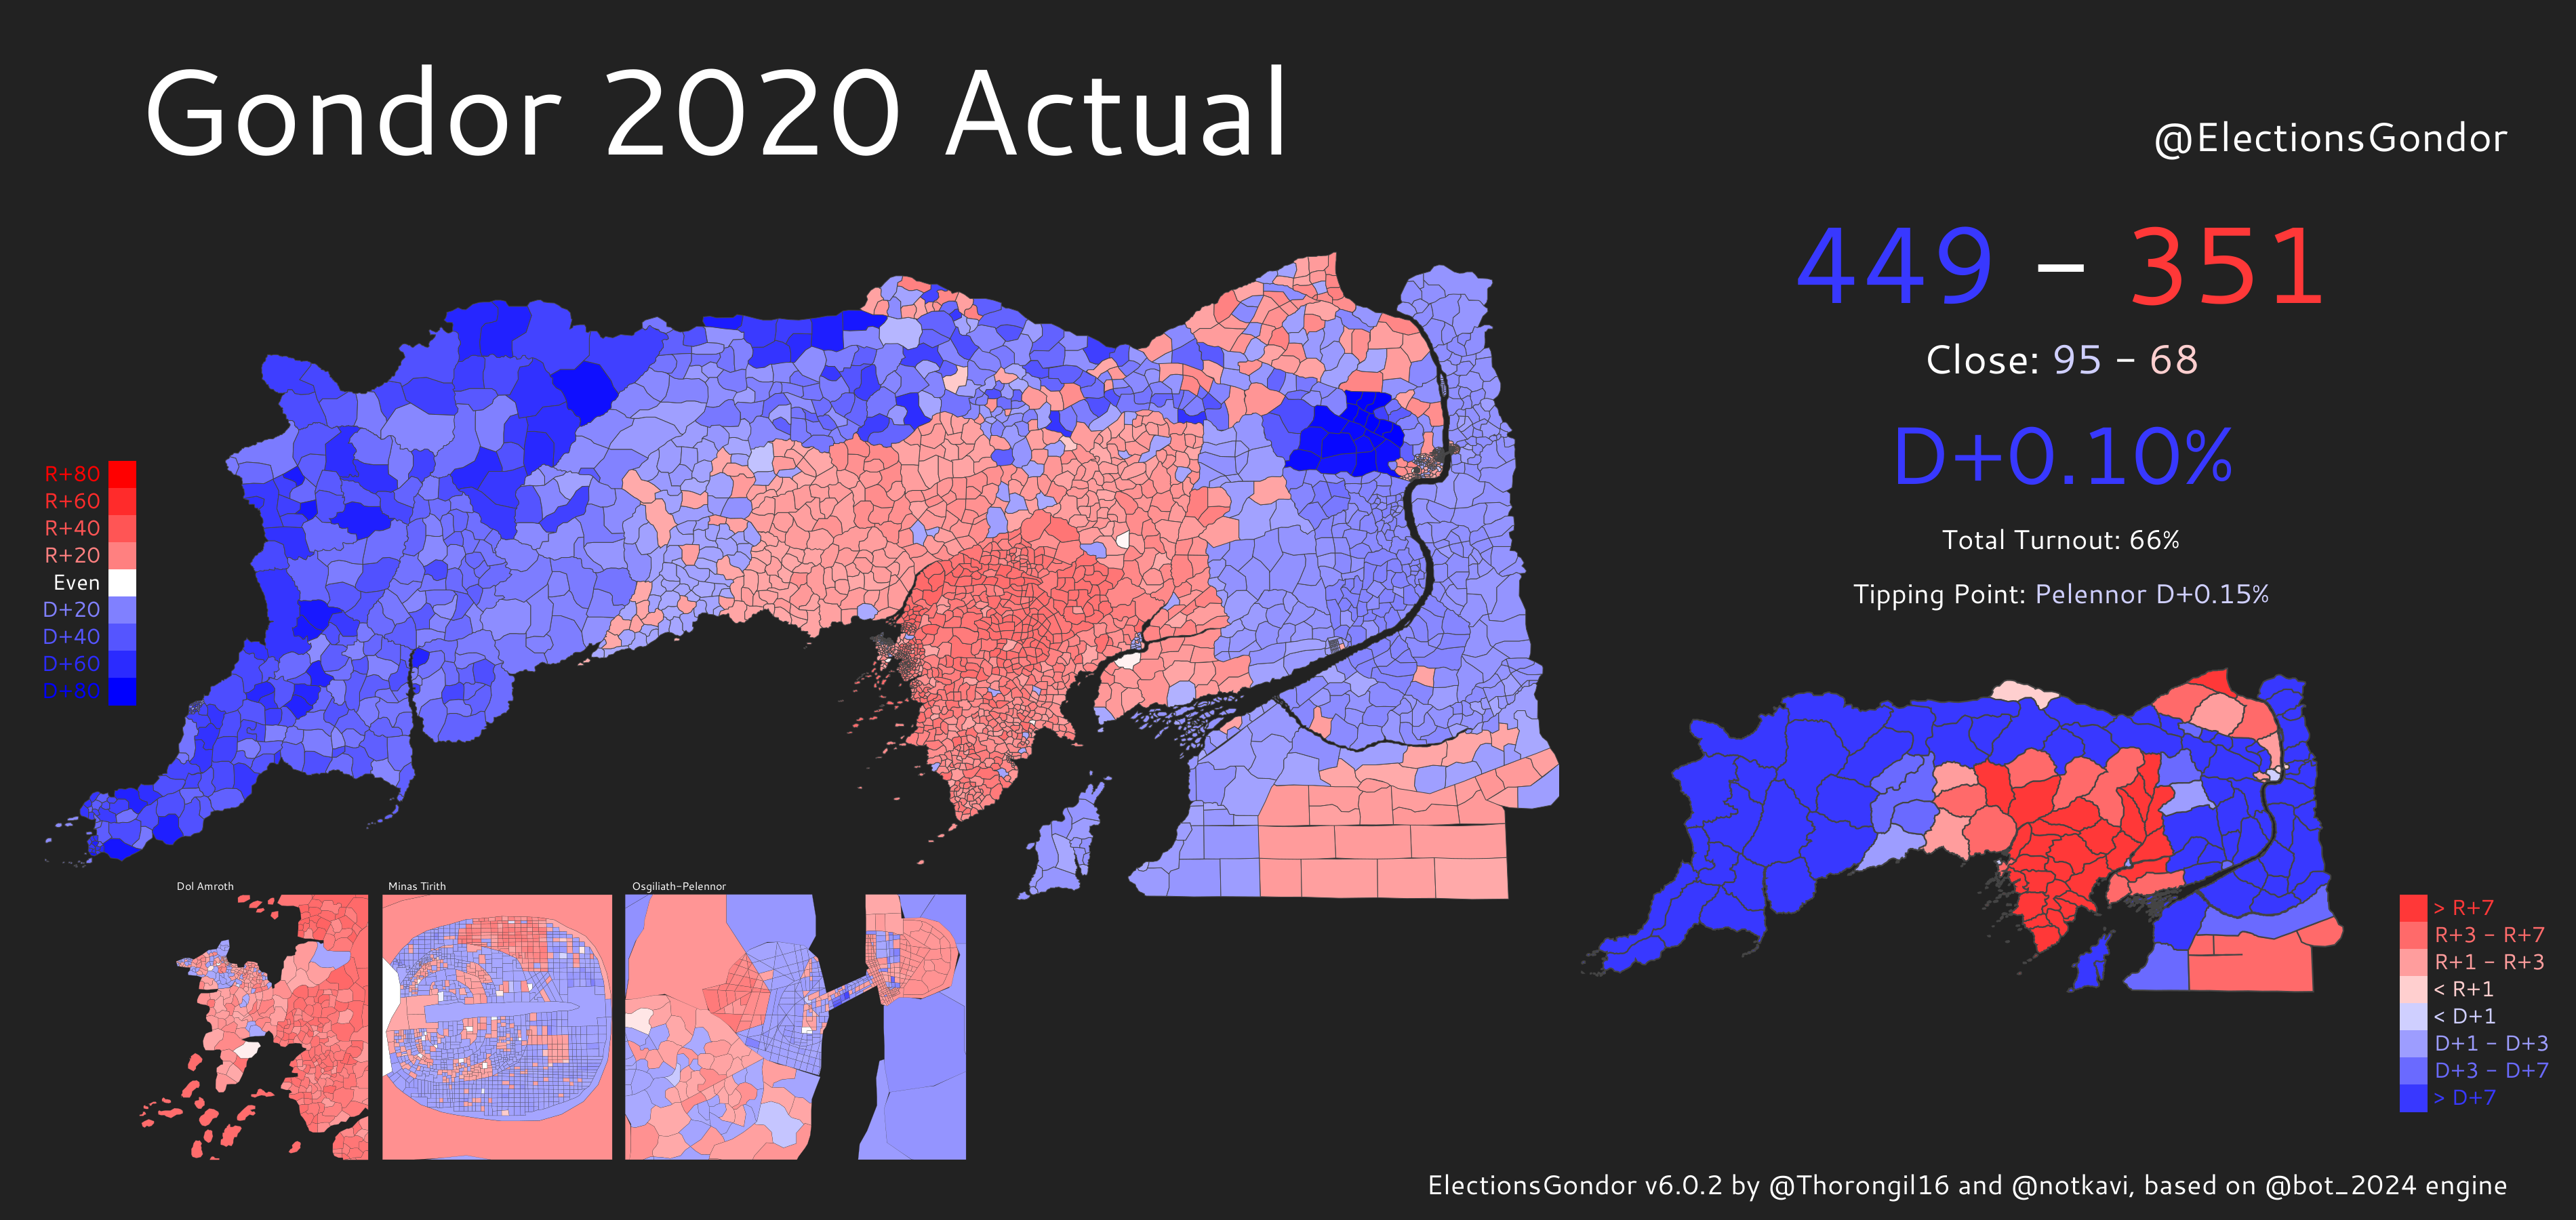 Gondor 2020 Actual
@ElectionsGondor
449 - 351
Close: 95 - 68
D+0.10%
Total Turnout: 66%
Tipping Point: Pelennor D+0.15%
R+80
R+60
R+40
R+20
Even
D+20
D+40
D+60
D+80
Dol Amroth
Minas Tirith
Osgiliath-Pelennor
> R+7
R+3 - R+7
R+1 - R+3
< R+1
< D+1
D+1 - D+3
D+3 - D+7
> D+7
ElectionsGondor v6.0.2 by @Thorongil16 and @notkavi, based on @bot_2024 engine